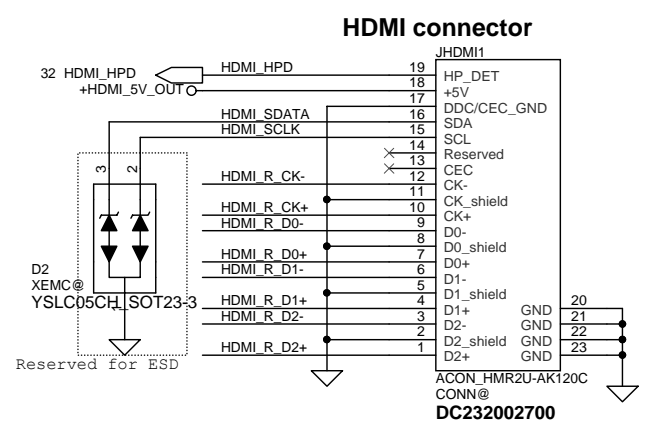 HDMI connector
JHDMI1
32 HDMI_HPD
HDMI_HPD
19
HP_DET
+HDMI_5V_OUT
18
+5V
17
DDC/CEC_GND
HDMI_SDATA
16
SDA
HDMI_SCLK
15
SCL
14
Reserved
13
CEC
HDMI_R_CK-
12
CK-
11
CK_shield
HDMI_R_CK+
10
CK+
HDMI_R_D0-
9
D0-
8
D0_shield
HDMI_R_D0+
7
D0+
HDMI_R_D1-
6
D1-
5
D1_shield
HDMI_R_D1+
4
D1+
HDMI_R_D2-
3
D2-
2
D2_shield
HDMI_R_D2+
1
D2+
GND 20
GND 21
GND 22
GND 23
3
2
1
D2
XEMC@
YSLC05CH_SOT23-3
Reserved for ESD
ACON_HMR2U-AK120C
CONN@
DC232002700